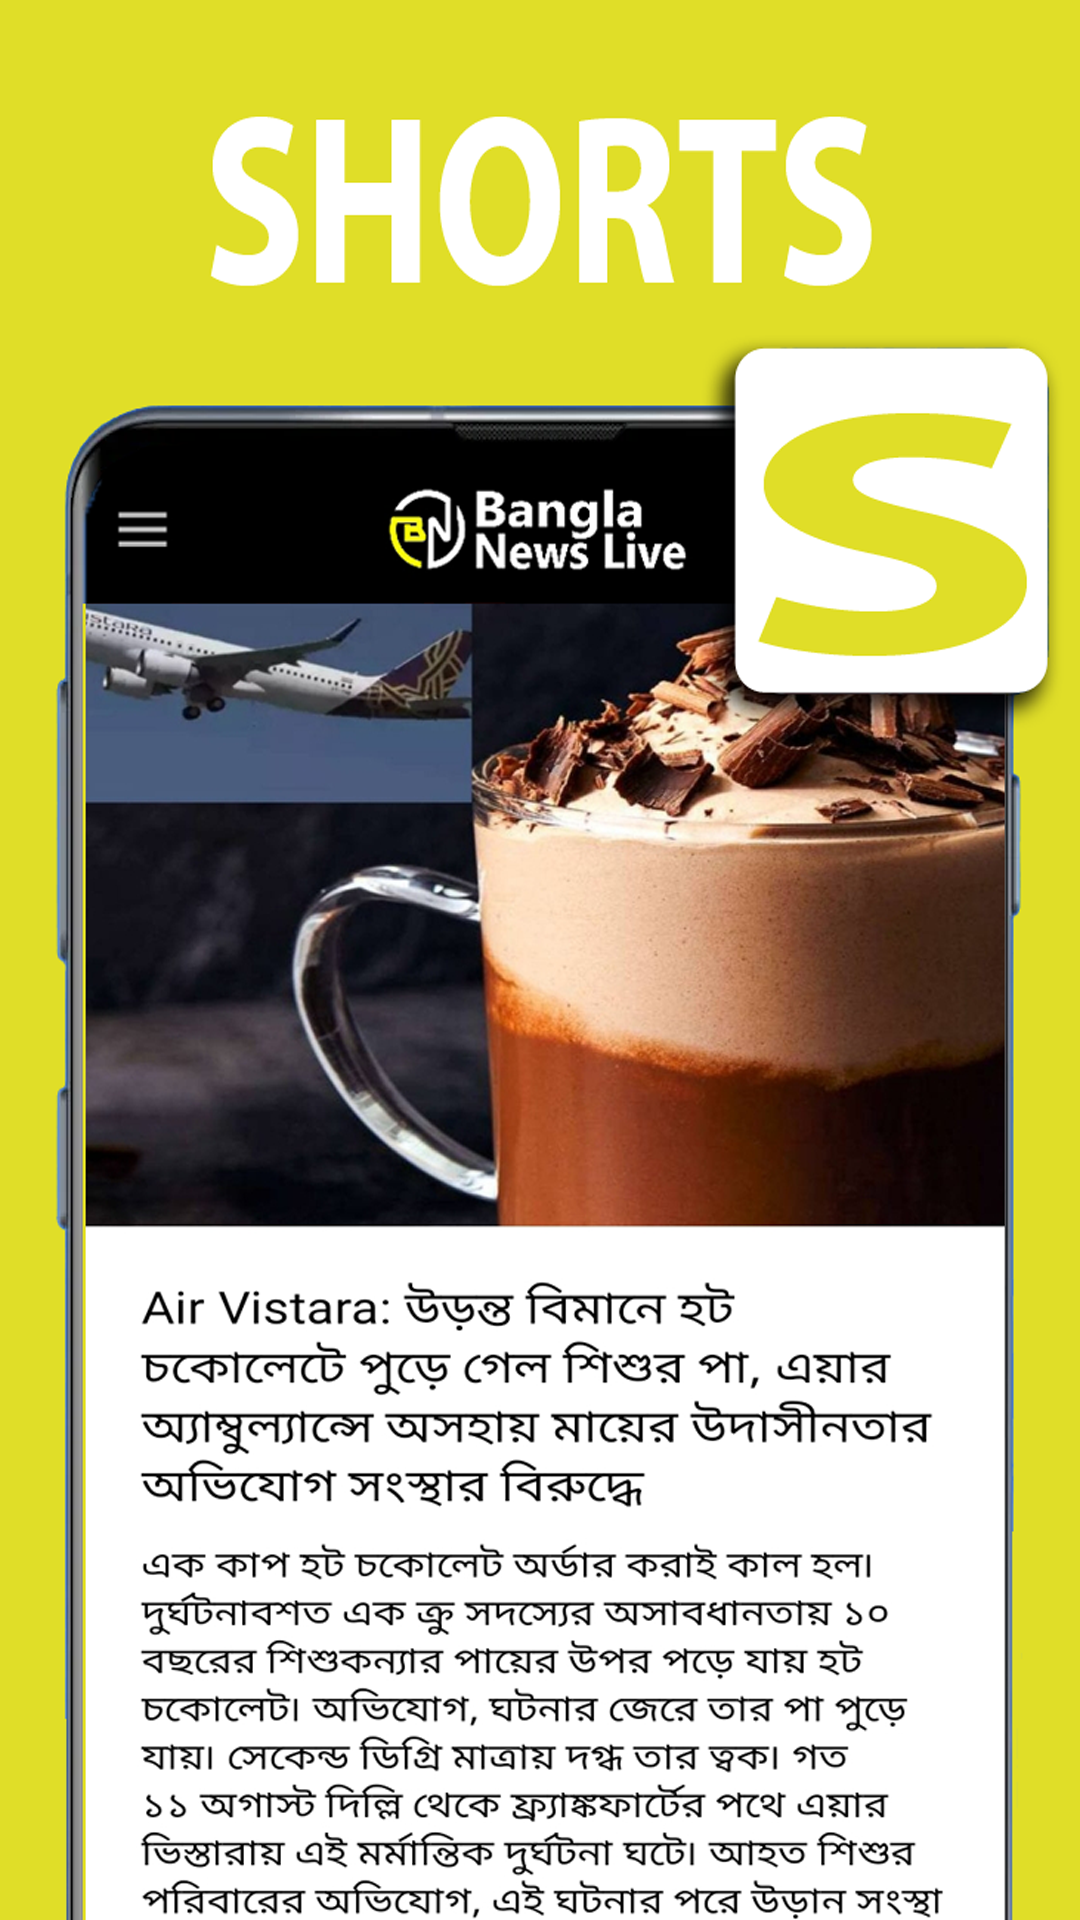 SHORTS
S
BN Bangla
News Live
Air Vistara: উড়ন্ত বিমানে হট
চকোলেটে পুড়ে গেল শিশুর পা, এয়ার
অ্যাম্বুল্যান্সে অসহায় মায়ের উদাসীনতার
অভিযোগ সংস্থার বিরুদ্ধে
এক কাপ হট চকোলেট অর্ডার করাই কাল হল।
দুর্ঘটনাবশত এক ক্রু সদস্যের অসাবধানতায় ১০
বছরের শিশুকন্যার পায়ের উপর পড়ে যায় হট
চকোলেট। অভিযোগ, ঘটনার জেরে তার পা পুড়ে
যায়। সেকেন্ড ডিগ্রি মাত্রায় দগ্ধ তার ত্বক। গত
১১ অগাস্ট দিল্লি থেকে ফ্র্যাঙ্কফার্টের পথে এয়ার
ভিস্তারায় এই মর্মান্তিক দুর্ঘটনা ঘটে। আহত শিশুর
পরিবারের অভিযোগ, এই ঘটনার পরে উড়ান সংস্থা